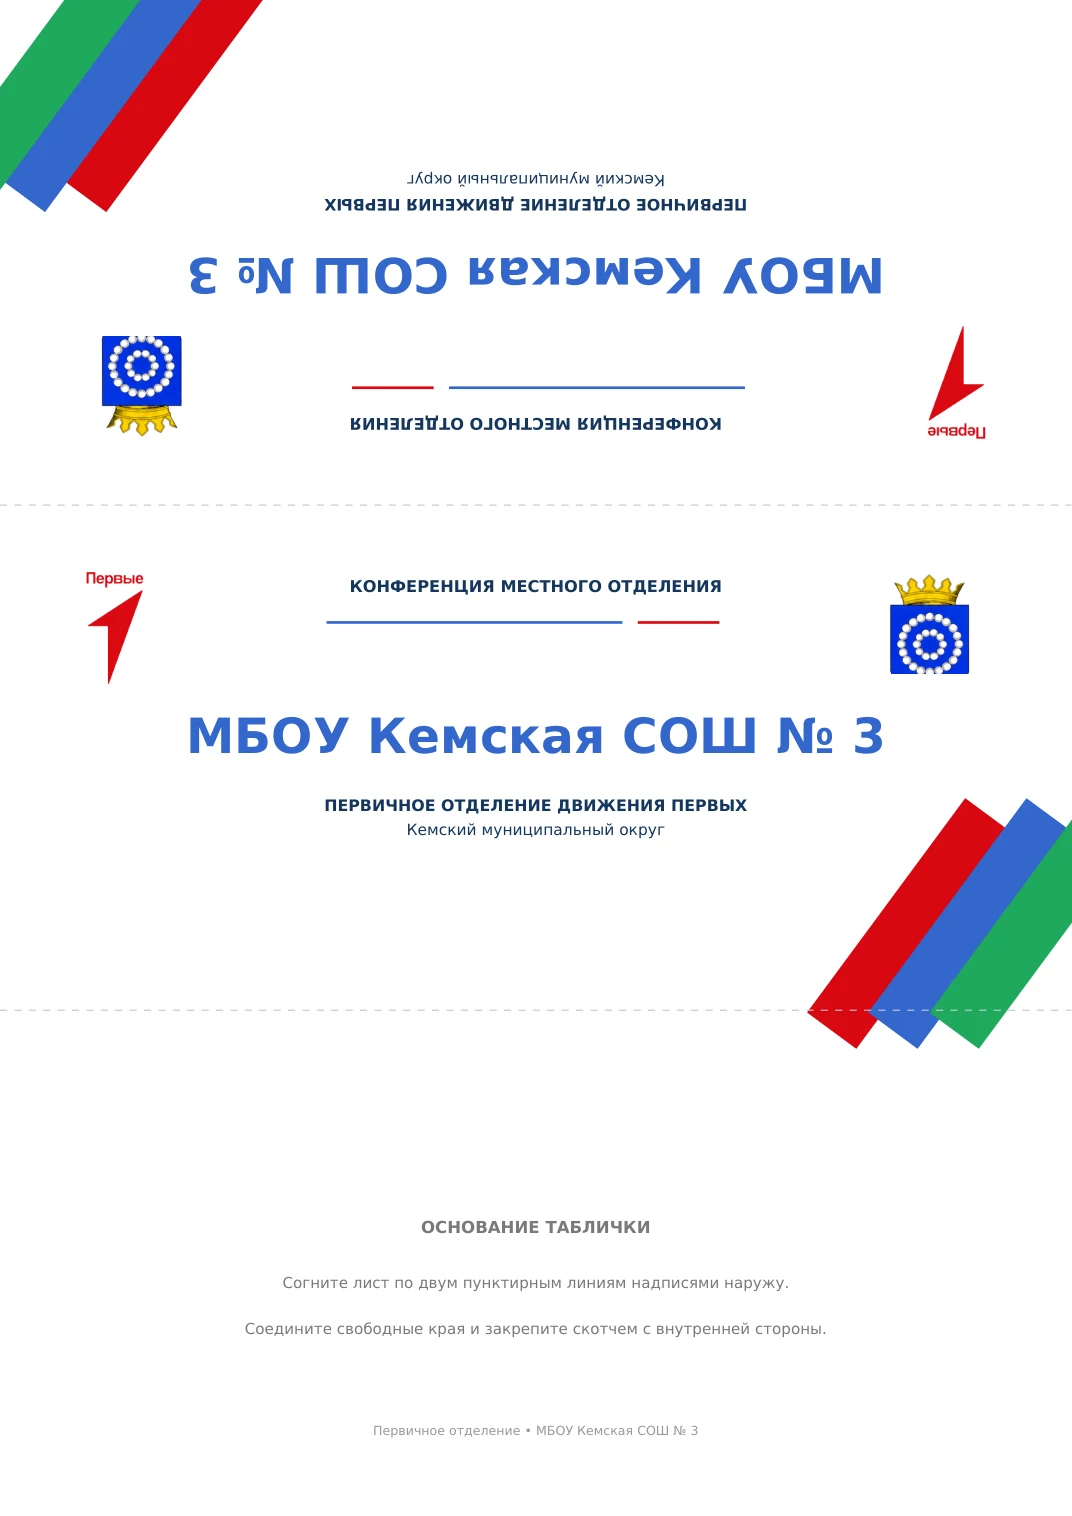 Кемский муниципальный округ
ПЕРВИЧНОЕ ОТДЕЛЕНИЕ ДВИЖЕНИЯ ПЕРВЫХ
МБОУ Кемская СОШ № 3
КОНФЕРЕНЦИЯ МЕСТНОГО ОТДЕЛЕНИЯ
Первые
Первые
КОНФЕРЕНЦИЯ МЕСТНОГО ОТДЕЛЕНИЯ
МБОУ Кемская СОШ № 3
ПЕРВИЧНОЕ ОТДЕЛЕНИЕ ДВИЖЕНИЯ ПЕРВЫХ
Кемский муниципальный округ
ОСНОВАНИЕ ТАБЛИЧКИ
Согните лист по двум пунктирным линиям надписями наружу.
Соедините свободные края и закрепите скотчем с внутренней стороны.
Первичное отделение • МБОУ Кемская СОШ № 3